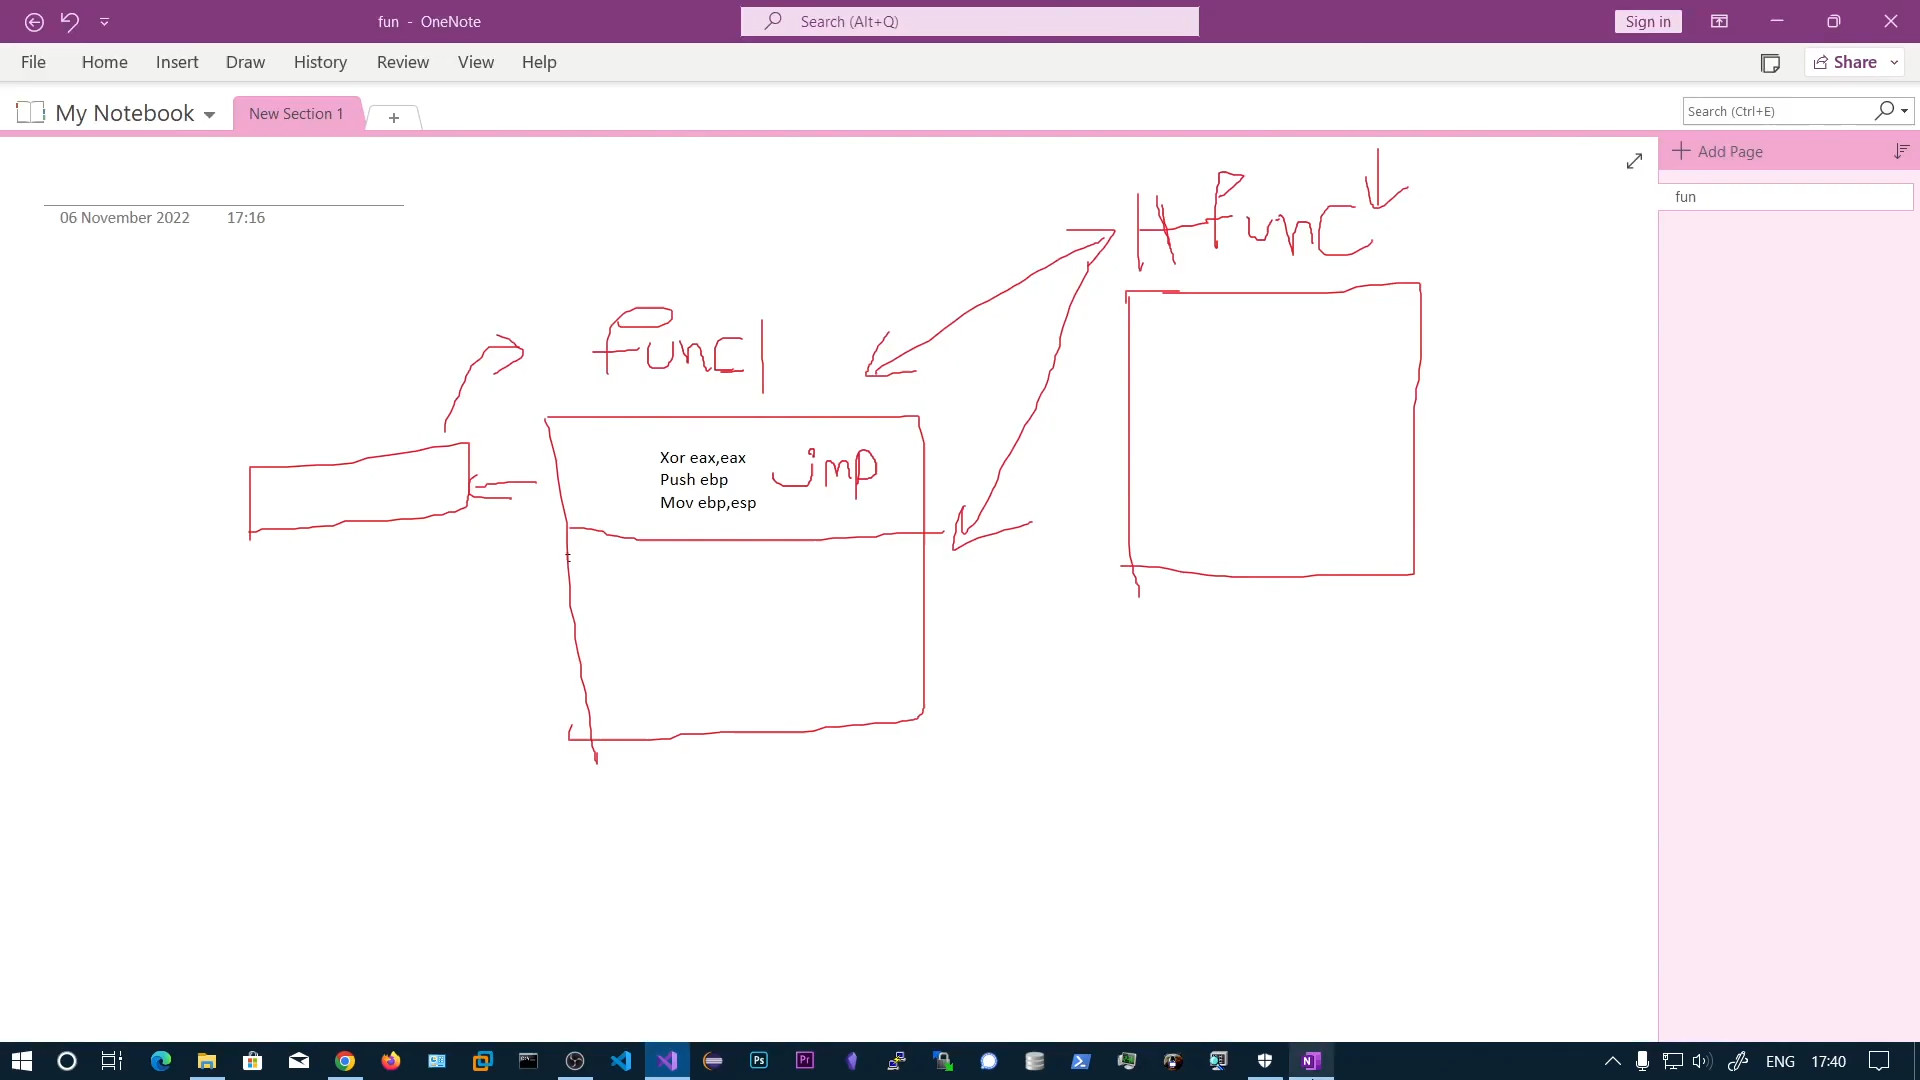 fun - OneNote
Search (Alt+Q)
Sign in
File Home Insert Draw History Review View Help
Share
My Notebook
New Section 1
Search (Ctrl+E)
Add Page
fun
06 November 2022 17:16
H-func
func1
Xor eax,eax
Push ebp
Mov ebp,esp
jmp
ENG 17:40